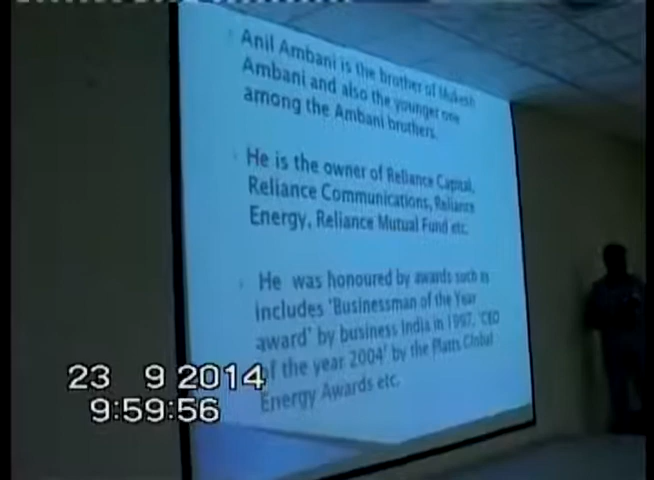 Anil Ambani is the brother of Mukesh
Ambani and also the younger one
among the Ambani brothers.
He is the owner of Reliance Capital,
Reliance Communications, Reliance
Energy, Reliance Mutual Fund etc.
He was honoured by awards such as
includes 'Businessman of the Year
award' by business India in 1997, 'CEO
of the year 2004' by the Platts Global
Energy Awards etc.
23 9 2014
9:59:56